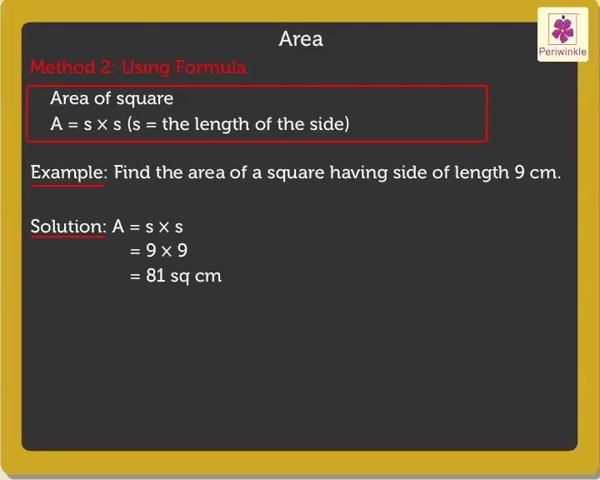 Area
Periwinkle
Method 2: Using Formula
Area of square
A = s × s (s = the length of the side)
Example: Find the area of a square having side of length 9 cm.
Solution: A = s × s
= 9 × 9
= 81 sq cm